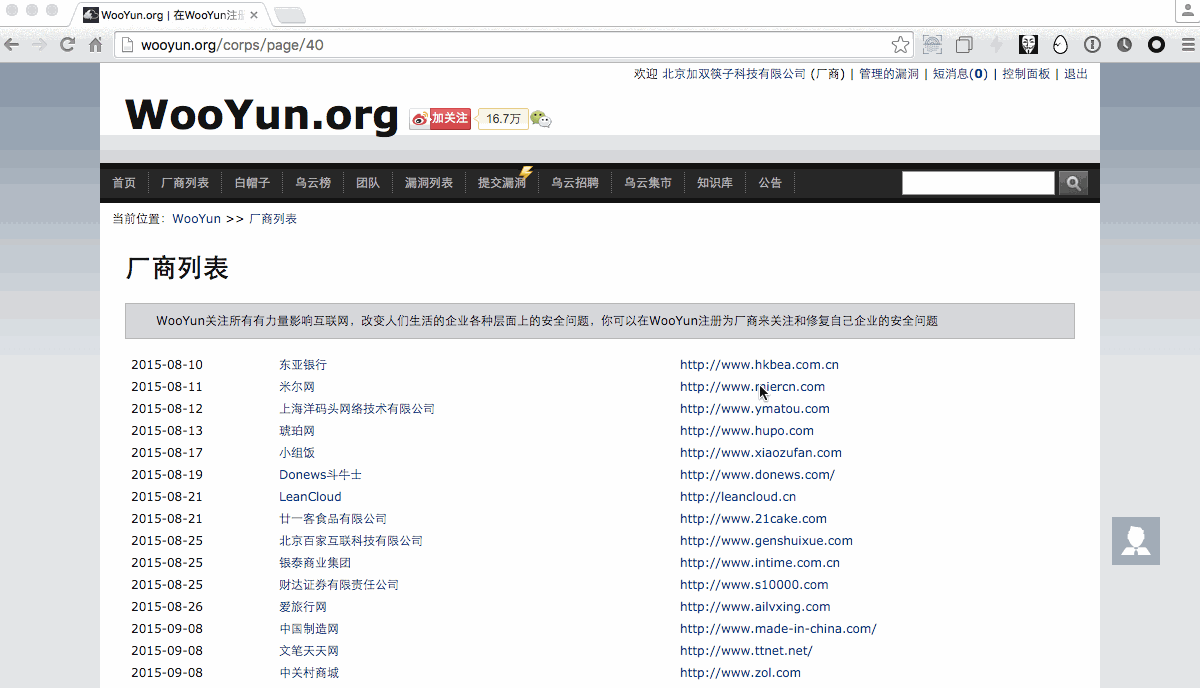 WooYun.org | 在WooYun注册
wooyun.org/corps/page/40
欢迎 北京加双筷子科技有限公司 (厂商) | 管理的漏洞 | 短消息(0) | 控制面板 | 退出
WooYun.org 加关注 16.7万
首页 厂商列表 白帽子 乌云榜 团队 漏洞列表 提交漏洞 乌云招聘 乌云集市 知识库 公告
当前位置: WooYun >> 厂商列表
厂商列表
WooYun关注所有有力量影响互联网，改变人们生活的企业各种层面上的安全问题，你可以在WooYun注册为厂商来关注和修复自己企业的安全问题
2015-08-10 东亚银行 http://www.hkbea.com.cn
2015-08-11 米尔网 http://www.miercn.com
2015-08-12 上海洋码头网络技术有限公司 http://www.ymatou.com
2015-08-13 琥珀网 http://www.hupo.com
2015-08-17 小组饭 http://www.xiaozufan.com
2015-08-19 Donews斗牛士 http://www.donews.com/
2015-08-21 LeanCloud http://leancloud.cn
2015-08-21 廿一客食品有限公司 http://www.21cake.com
2015-08-25 北京百家互联科技有限公司 http://www.genshuixue.com
2015-08-25 银泰商业集团 http://www.intime.com.cn
2015-08-25 财达证券有限责任公司 http://www.s10000.com
2015-08-26 爱旅行网 http://www.ailvxing.com
2015-09-08 中国制造网 http://www.made-in-china.com/
2015-09-08 文笔天天网 http://www.ttnet.net/
2015-09-08 中关村商城 http://www.zol.com